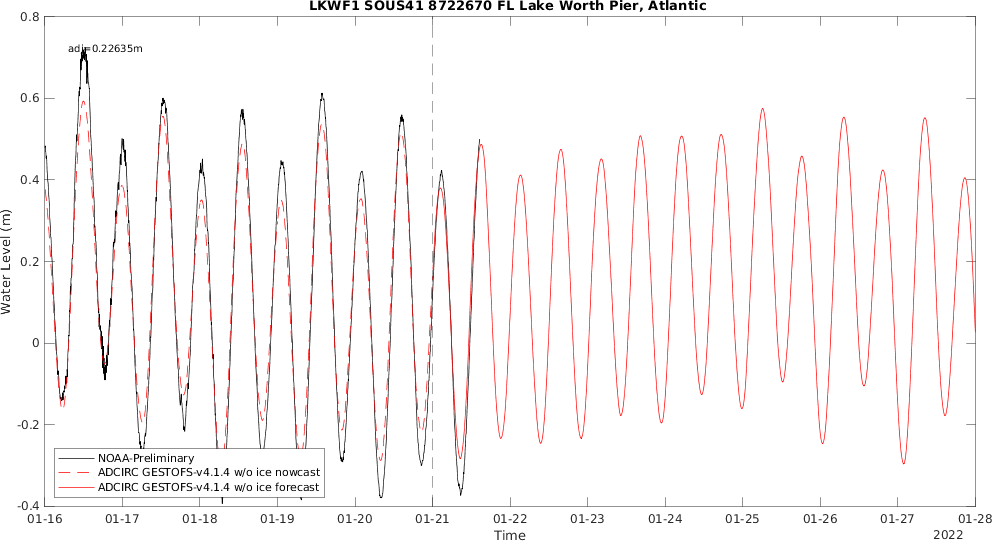 LKWF1 SOUS41 8722670 FL Lake Worth Pier, Atlantic
0.8
adj=0.22635m
0.6
0.4
0.2
0
-0.2
-0.4
Water Level (m)
NOAA-Preliminary
ADCIRC GESTOFS-v4.1.4 w/o ice nowcast
ADCIRC GESTOFS-v4.1.4 w/o ice forecast
01-16 01-17 01-18 01-19 01-20 01-21 01-22 01-23 01-24 01-25 01-26 01-27 01-28
Time
2022